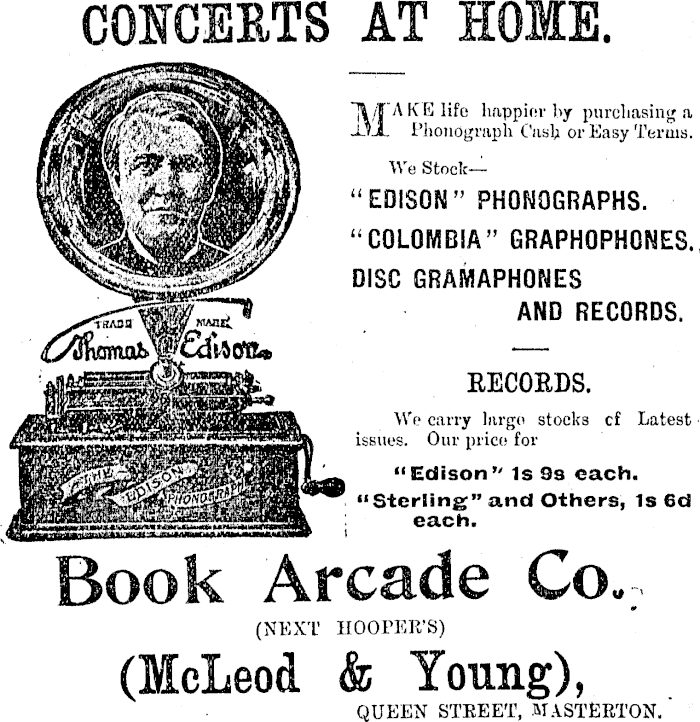 CONCERTS AT HOME.
MAKE life happier by purchasing a
Phonograph Cash or Easy Terms.
We Stock—
"EDISON" PHONOGRAPHS.
"COLOMBIA" GRAPHOPHONES.
DISC GRAMAPHONES
AND RECORDS.
TRADE MARK
Thomas Edison
THE EDISON PHONOGRAPH
RECORDS.
We carry large stocks of Latest
issues. Our price for
"Edison" 1s 9s each.
"Sterling" and Others, 1s 6d
each.
Book Arcade Co.,
(NEXT HOOPER'S)
(McLeod & Young),
QUEEN STREET, MASTERTON.